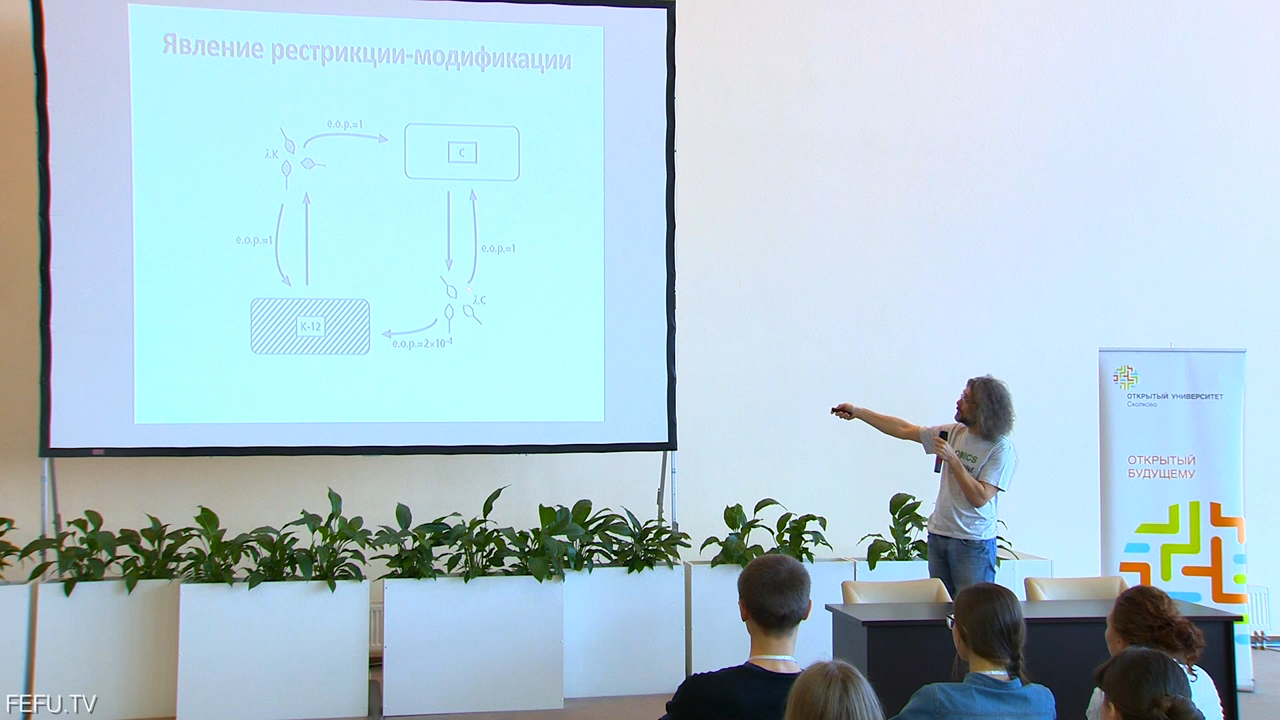 Явление рестрикции-модификации
е.о.р.=1
λ.K
C
е.о.р.=1
е.о.р.=1
λ.C
K-12
е.о.р.=2×10⁻⁴
ОТКРЫТЫЙ УНИВЕРСИТЕТ
Сколково
ОТКРЫТЫЙ
БУДУЩЕМУ
FEFU.TV